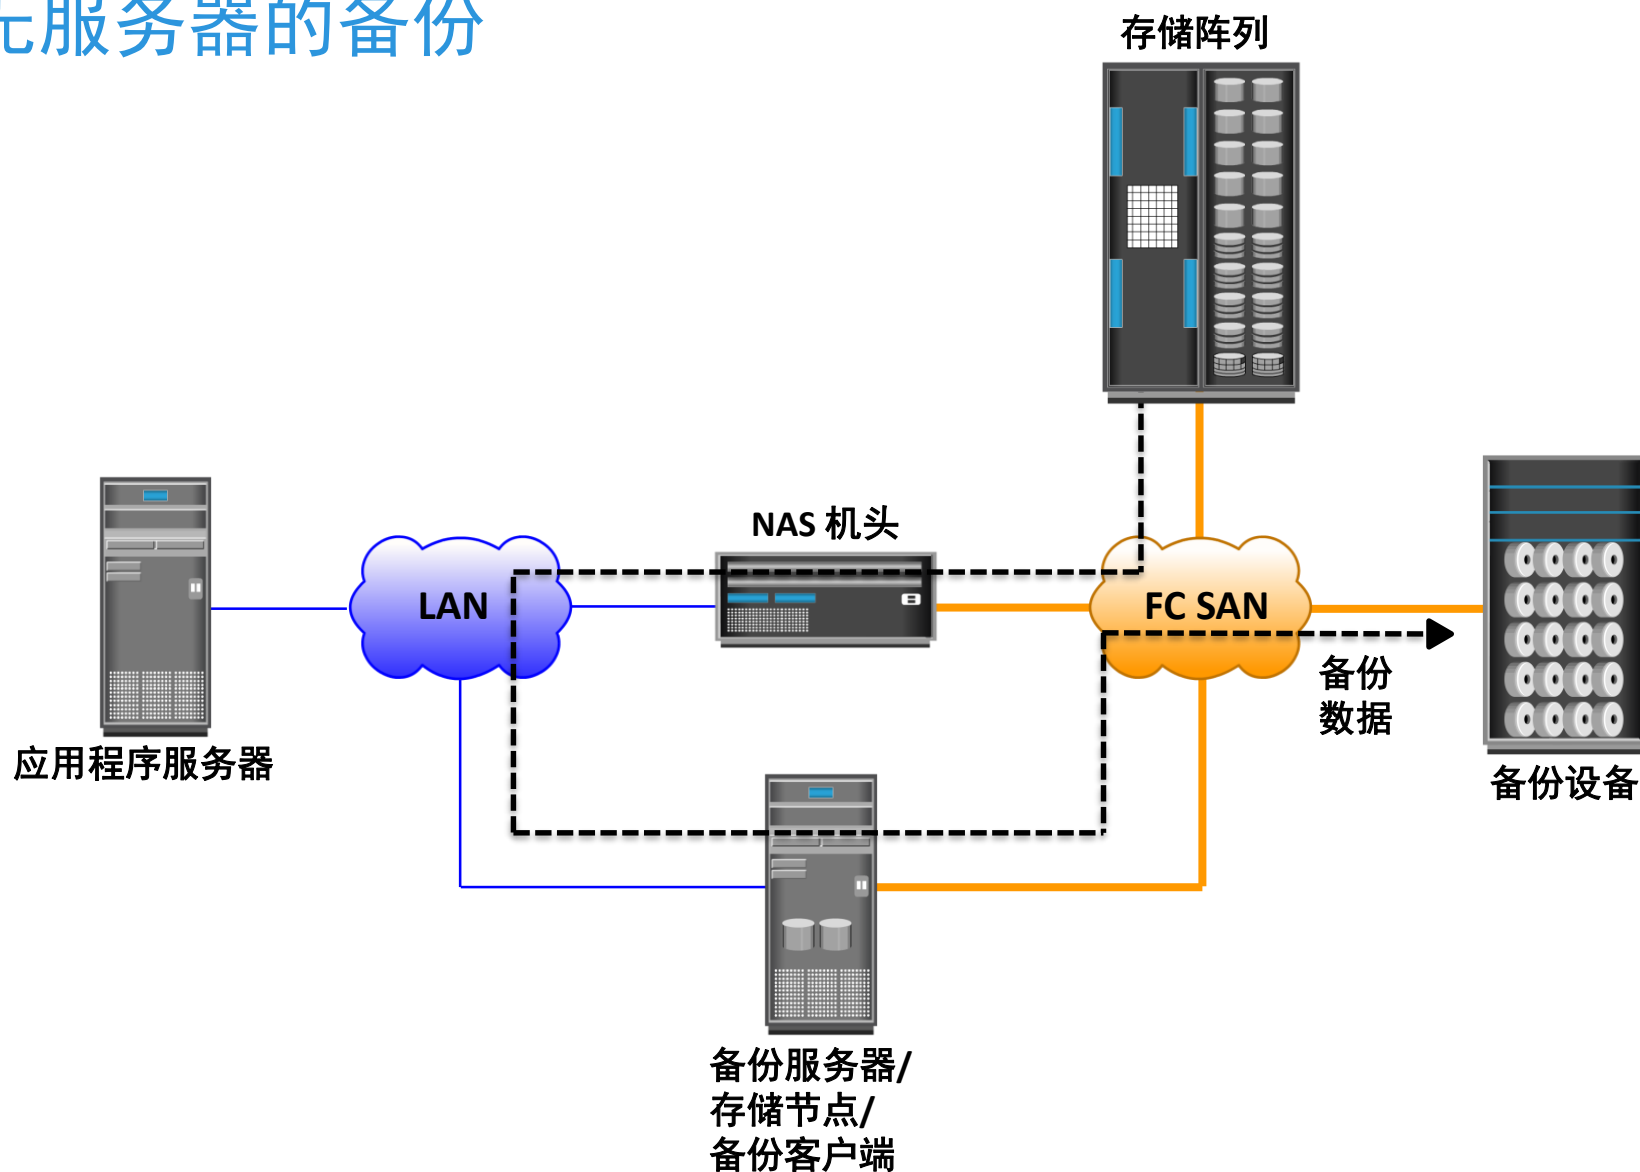 无服务器的备份
存储阵列
NAS 机头
LAN
FC SAN
备份
数据
应用程序服务器
备份设备
备份服务器/
存储节点/
备份客户端